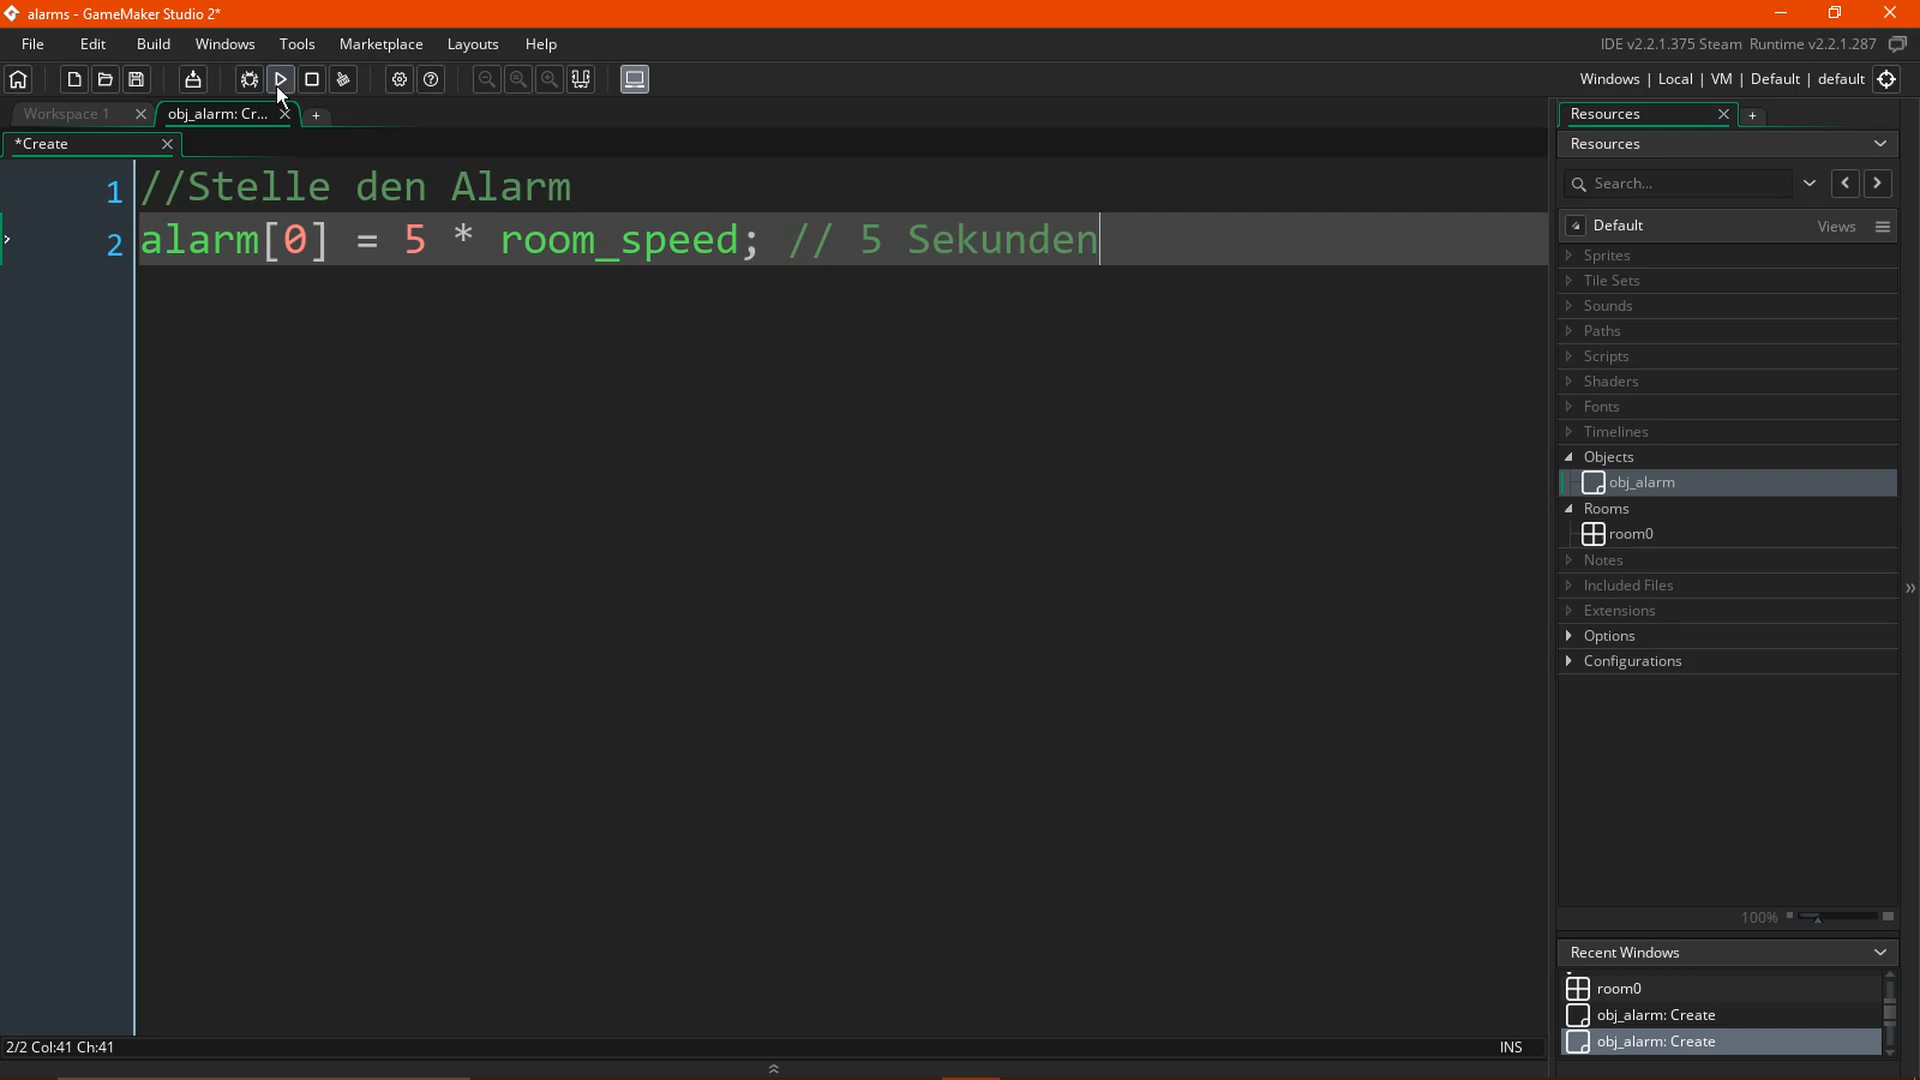 alarms - GameMaker Studio 2*
File Edit Build Windows Tools Marketplace Layouts Help
IDE v2.2.1.375 Steam Runtime v2.2.1.287
Windows | Local | VM | Default | default
Workspace 1
obj_alarm: Cr...
*Create
1 //Stelle den Alarm
2 alarm[0] = 5 * room_speed; // 5 Sekunden
2/2 Col:41 Ch:41
INS
Resources
Resources
Search...
Default
Views
Sprites
Tile Sets
Sounds
Paths
Scripts
Shaders
Fonts
Timelines
Objects
obj_alarm
Rooms
room0
Notes
Included Files
Extensions
Options
Configurations
100%
Recent Windows
room0
obj_alarm: Create
obj_alarm: Create